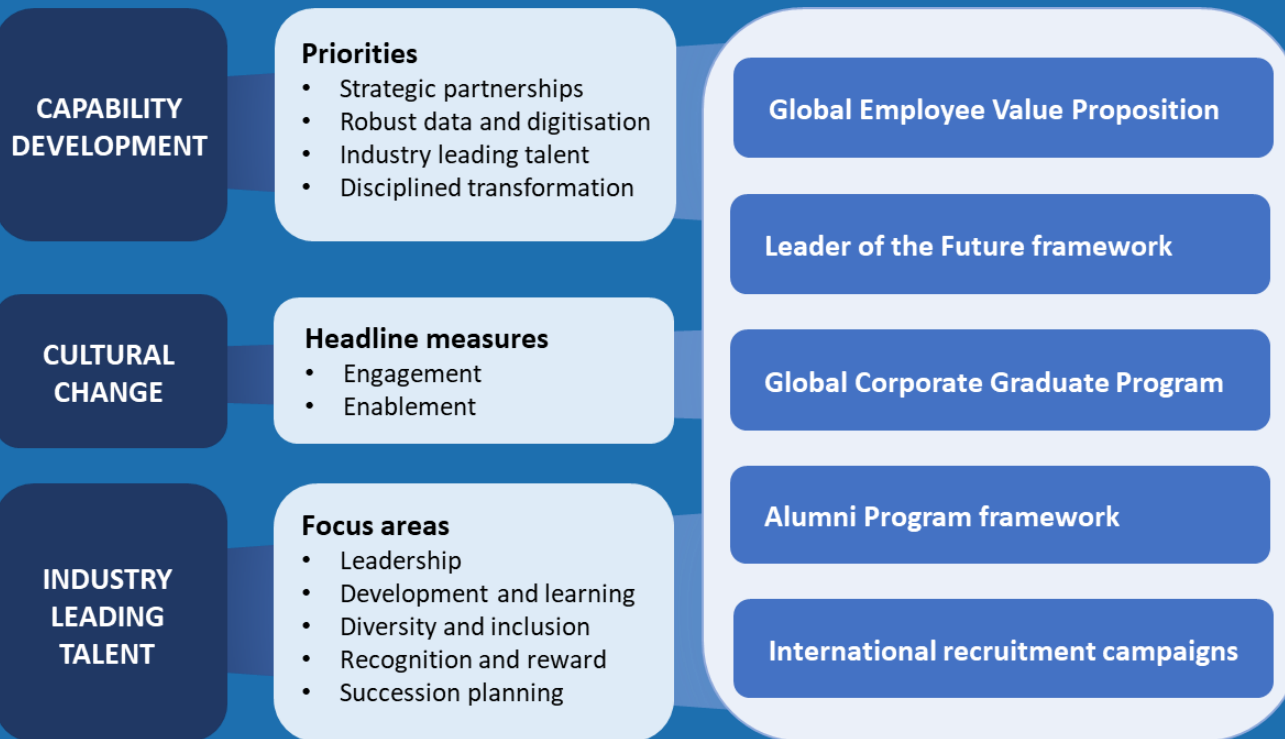 CAPABILITY
DEVELOPMENT
Priorities
• Strategic partnerships
• Robust data and digitisation
• Industry leading talent
• Disciplined transformation
CULTURAL
CHANGE
Headline measures
• Engagement
• Enablement
INDUSTRY
LEADING
TALENT
Focus areas
• Leadership
• Development and learning
• Diversity and inclusion
• Recognition and reward
• Succession planning
Global Employee Value Proposition
Leader of the Future framework
Global Corporate Graduate Program
Alumni Program framework
International recruitment campaigns